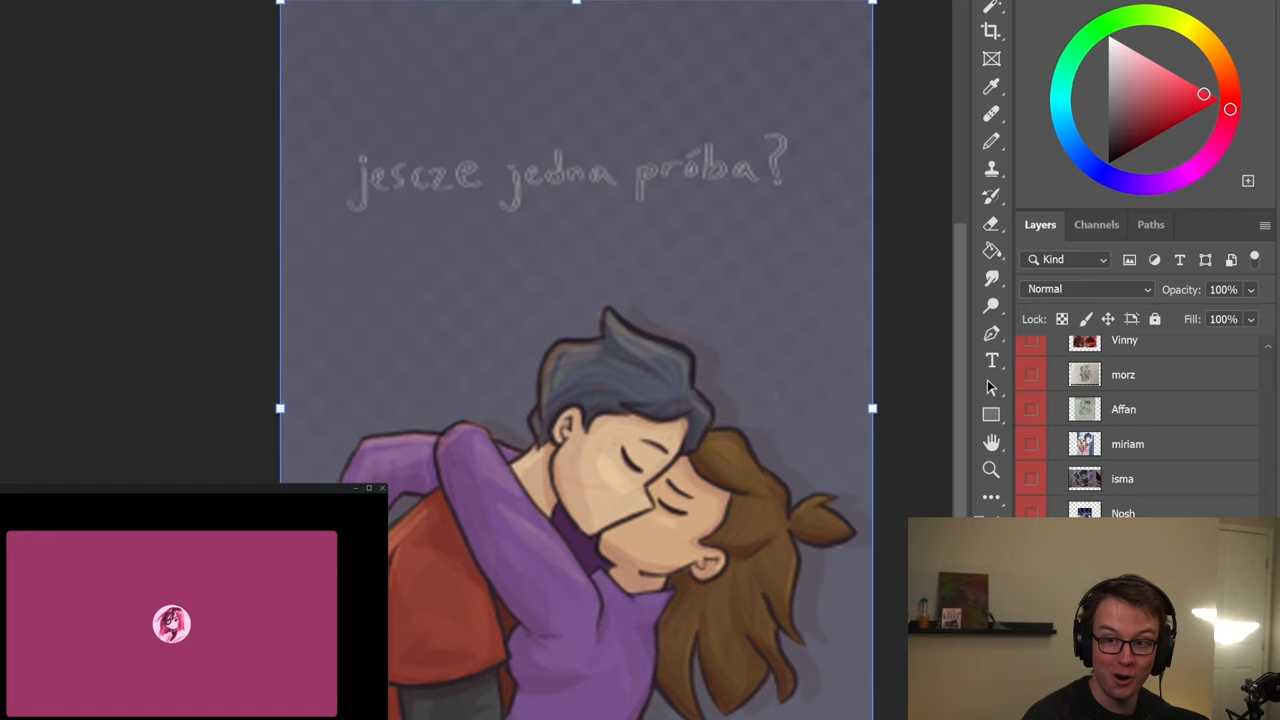 jescze jedna próba?
Layers Channels Paths
Kind
Normal Opacity: 100%
Lock: Fill: 100%
Vinny
morz
Affan
miriam
isma
Nosh